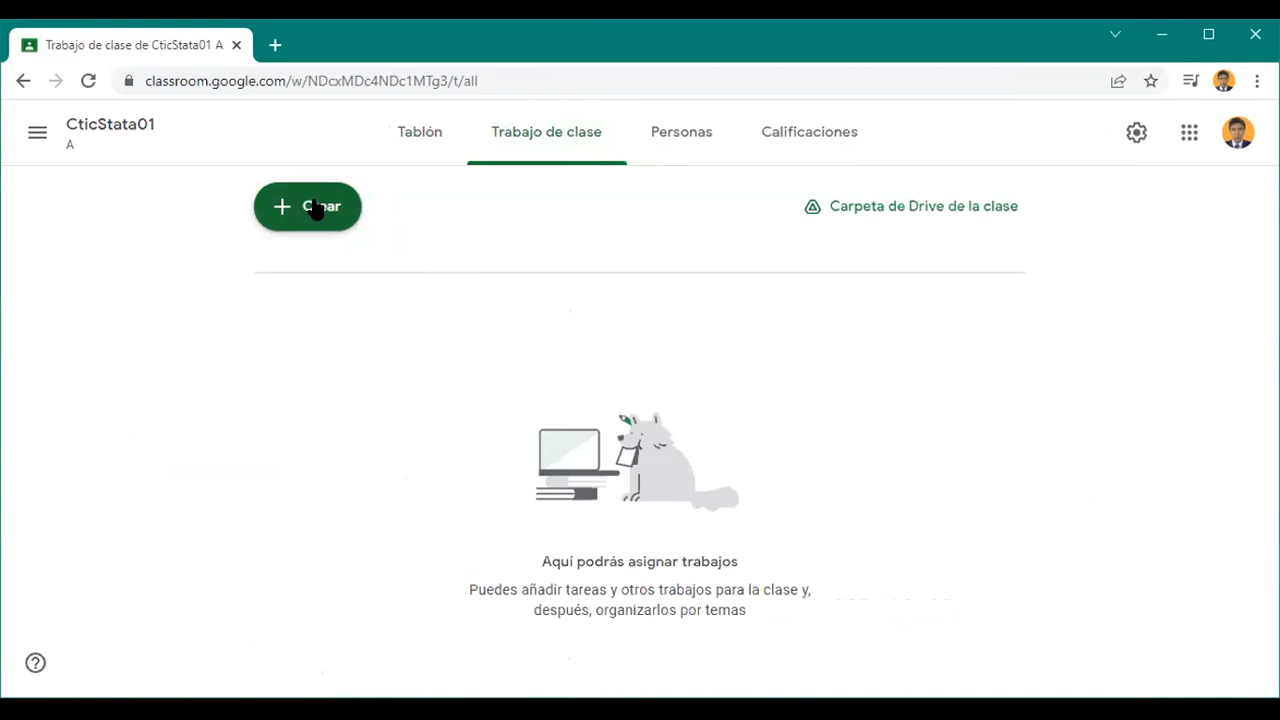 Trabajo de clase de CticStata01 A
classroom.google.com/w/NDcxMDc4NDc1MTg3/t/all
CticStata01
A
Tablón
Trabajo de clase
Personas
Calificaciones
Crear
Carpeta de Drive de la clase
Aquí podrás asignar trabajos
Puedes añadir tareas y otros trabajos para la clase y,
después, organizarlos por temas